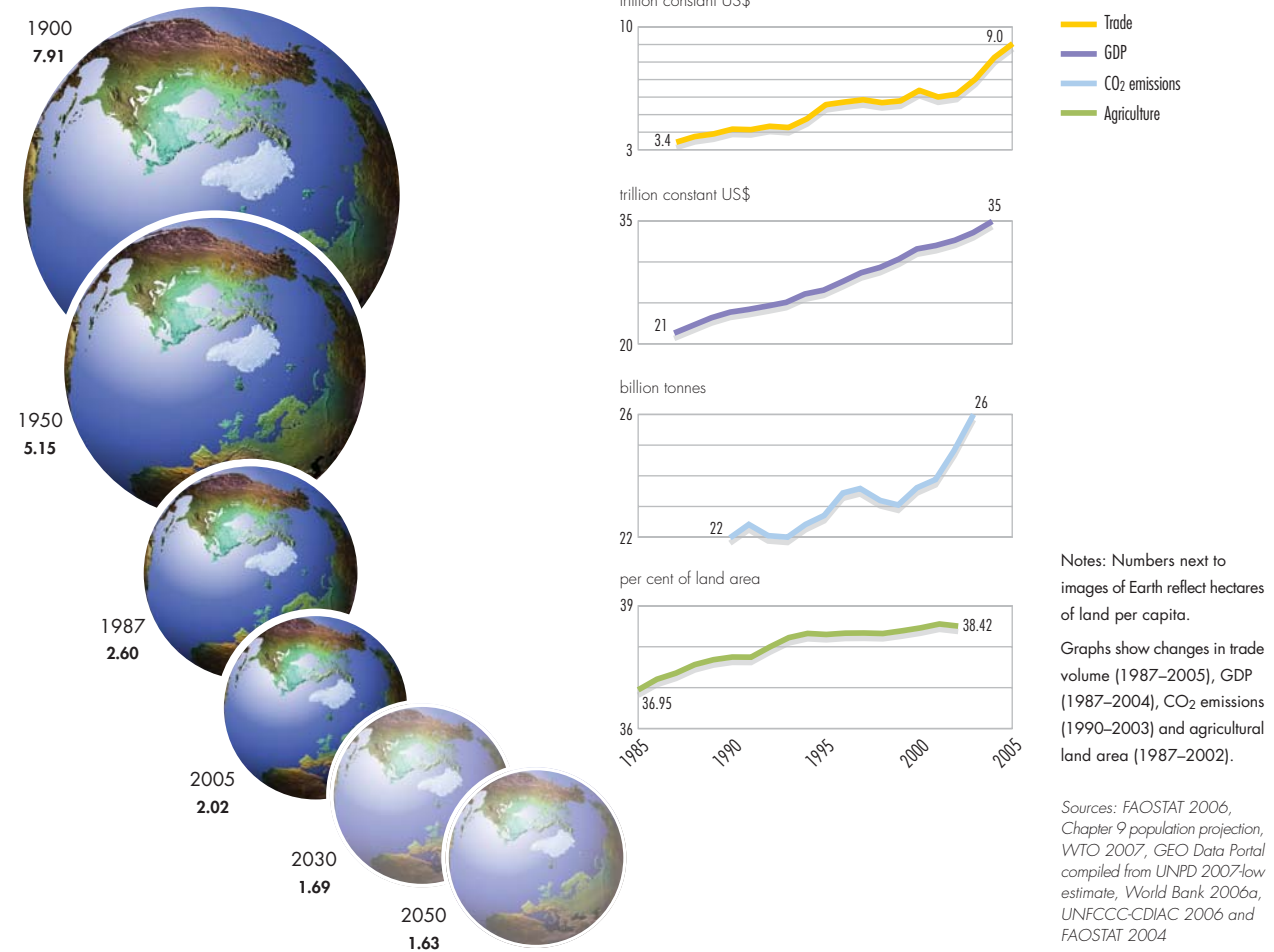 1900
7.91
1950
5.15
1987
2.60
2005
2.02
2030
1.69
2050
1.63
trillion constant US$
10
9.0
3.4
3
trillion constant US$
35
35
21
20
billion tonnes
26
26
22
22
per cent of land area
39
38.42
36.95
36
1985
1990
1995
2000
2005
Trade
GDP
CO2 emissions
Agriculture
Notes: Numbers next to
images of Earth reflect hectares
of land per capita.
Graphs show changes in trade
volume (1987–2005), GDP
(1987–2004), CO2 emissions
(1990–2003) and agricultural
land area (1987–2002).
Sources: FAOSTAT 2006,
Chapter 9 population projection,
WTO 2007, GEO Data Portal
compiled from UNPD 2007-low
estimate, World Bank 2006a,
UNFCCC-CDIAC 2006 and
FAOSTAT 2004